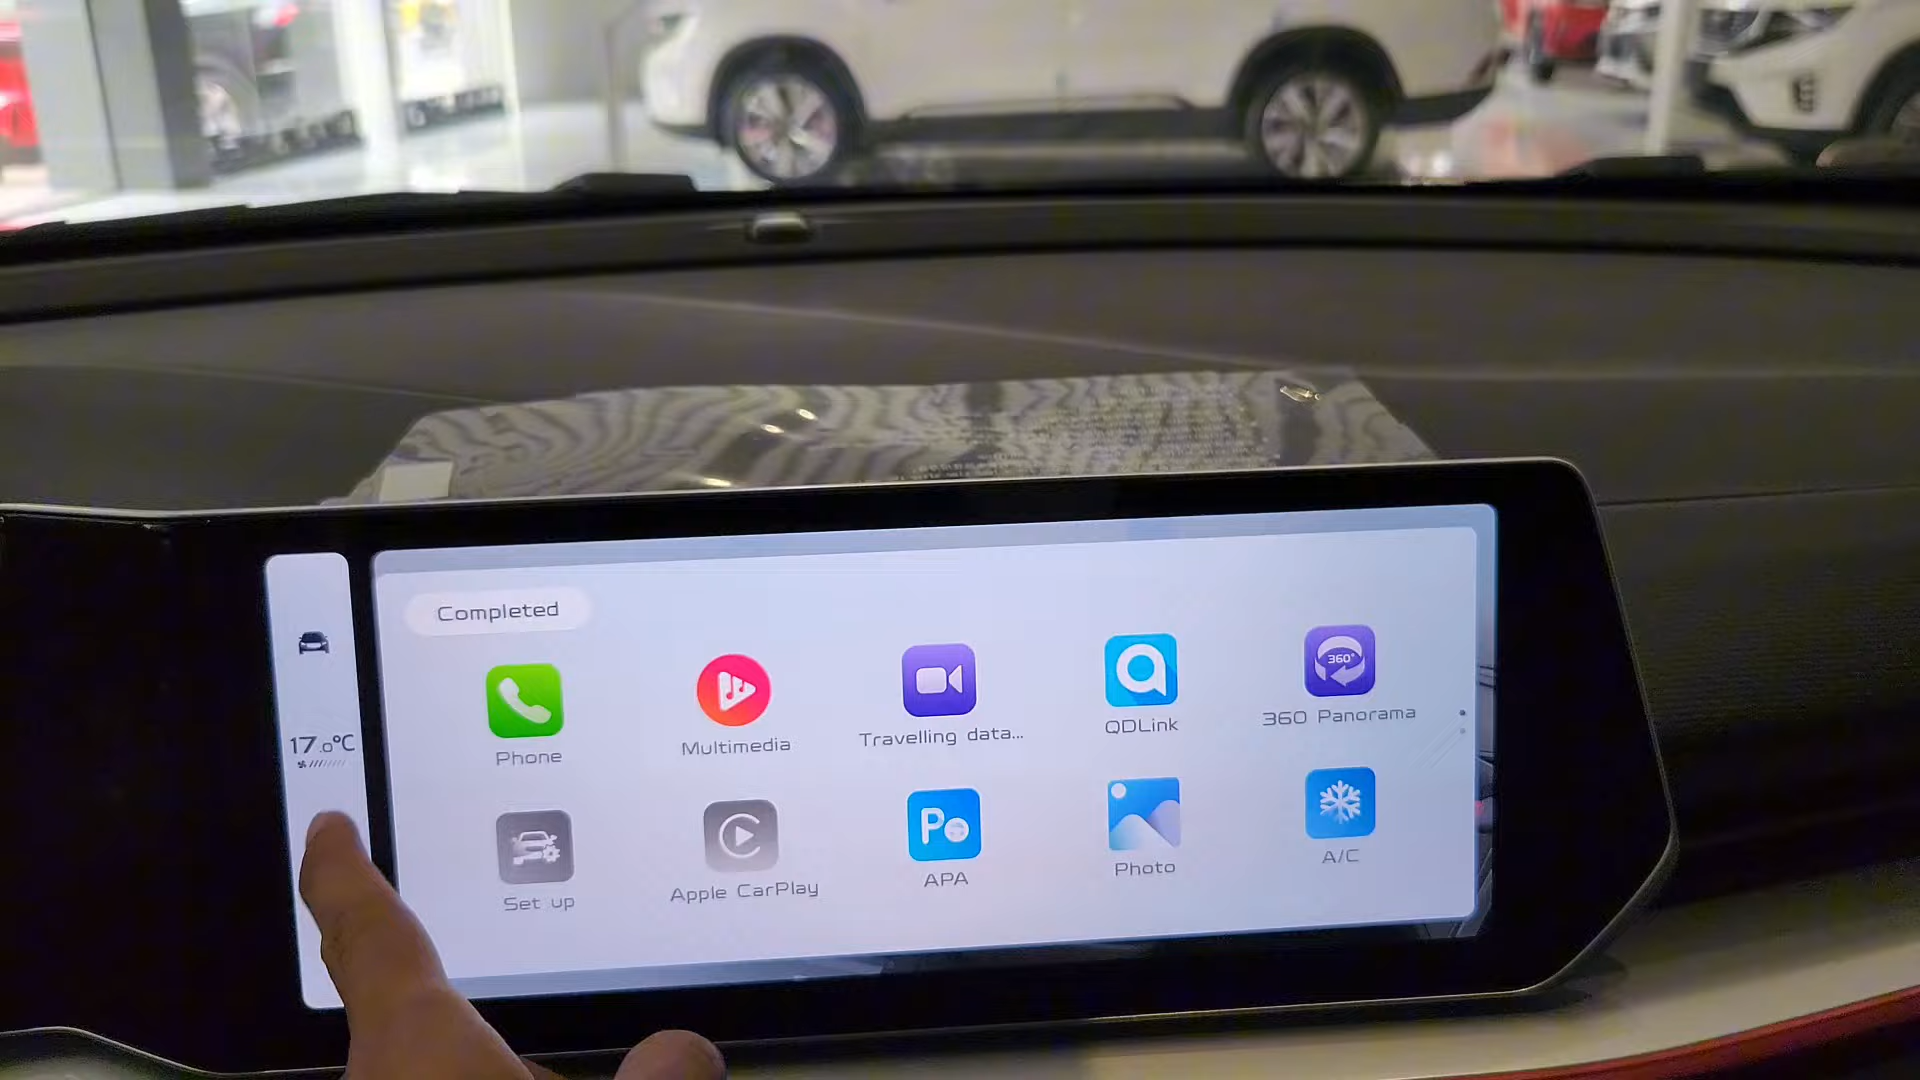 Completed
Phone
Multimedia
Travelling data...
QDLink
360°
360 Panorama
17.0°C
Set up
Apple CarPlay
P
APA
Photo
A/C